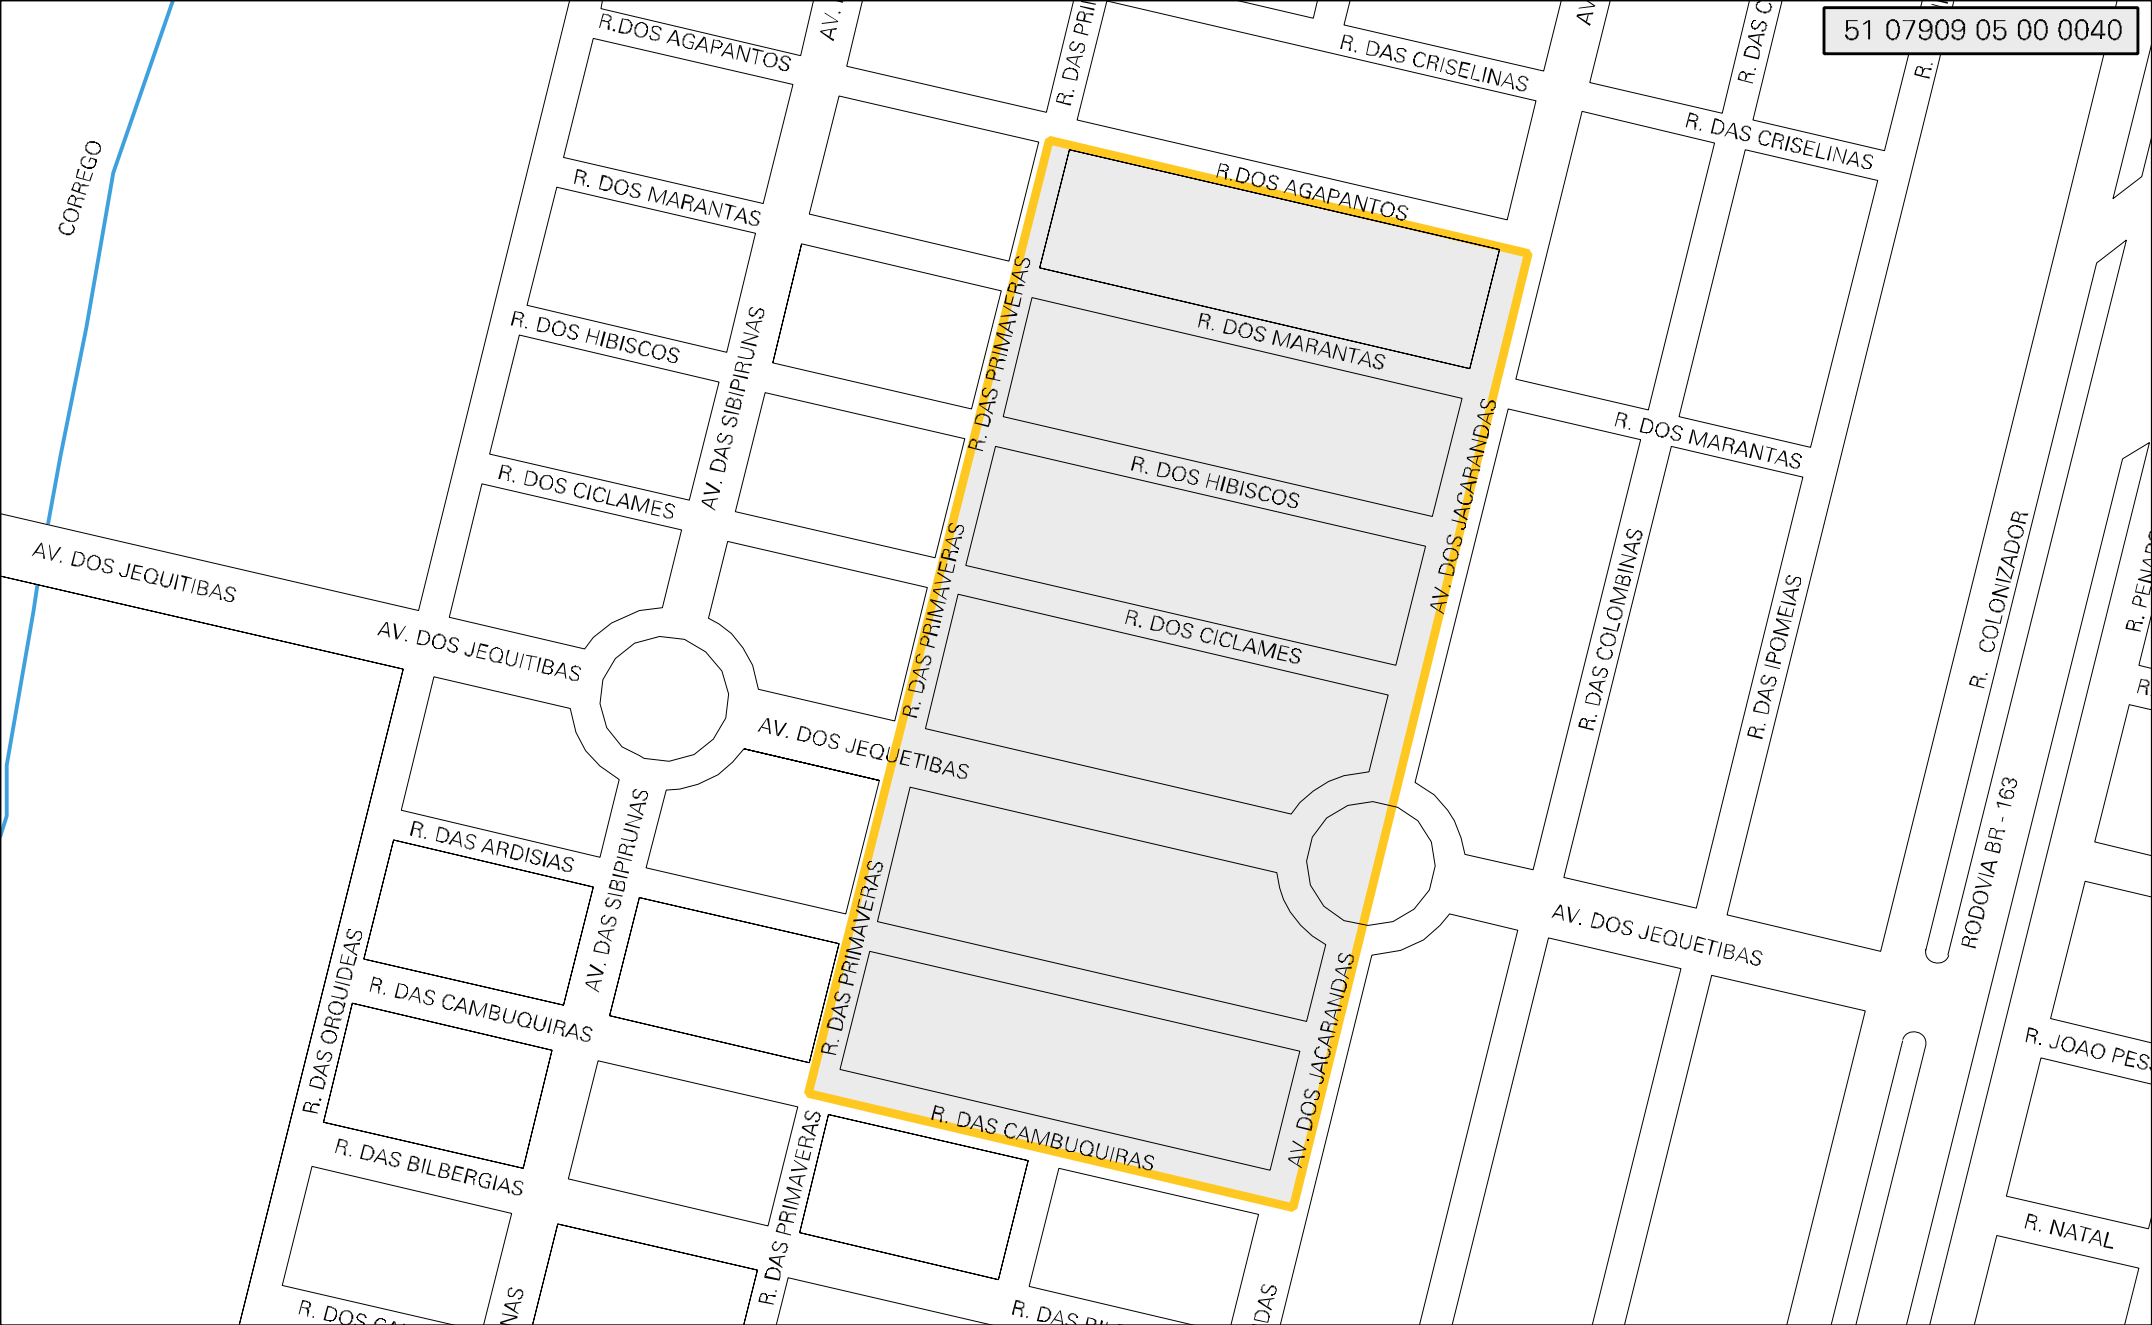 51 07909 05 00 0040
R.DOS AGAPANTOS
R. DAS CRISELINAS
R. DAS CRISELINAS
CORREGO
R. DOS MARANTAS
R.DOS AGAPANTOS
R. DOS HIBISCOS
AV. DAS SIBIPIRUNAS
R. DAS PRIMAVERAS
R. DOS MARANTAS
AV. DOS JACARANDAS
R. DOS MARANTAS
R. DOS CICLAMES
R. DOS HIBISCOS
AV. DOS JEQUITIBAS
AV. DOS JEQUITIBAS
R. DAS PRIMAVERAS
R. DOS CICLAMES
R. DAS COLOMBINAS
R. DAS IPOMEIAS
R. COLONIZADOR
AV. DOS JEQUETIBAS
RODOVIA BR - 163
R. DAS ARDISIAS
AV. DAS SIBIPIRUNAS
R. DAS PRIMAVERAS
AV. DOS JEQUETIBAS
R. DAS ORQUIDEAS
R. DAS CAMBUQUIRAS
AV. DOS JACARANDAS
R. JOAO PES
R. DAS BILBERGIAS
R. DAS PRIMAVERAS
R. DAS CAMBUQUIRAS
R. NATAL